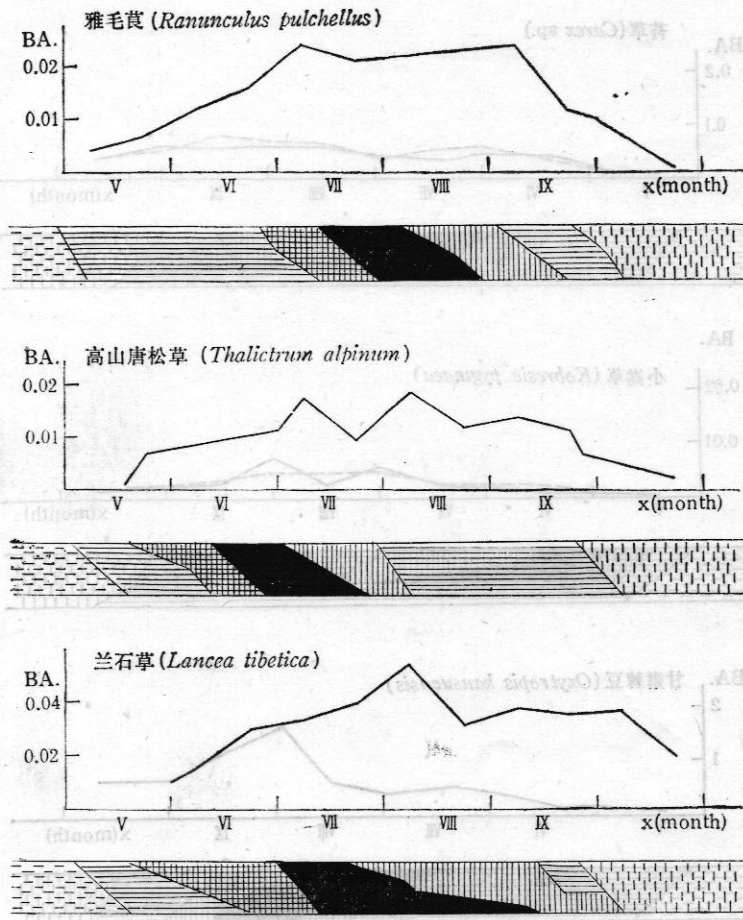 雅毛茛 (Ranunculus pulchellus)
BA.
0.02
0.01
V VI VII VIII IX x(month)
BA. 高山唐松草 (Thalictrum alpinum)
0.02
0.01
V VI VII VIII IX x(month)
兰石草 (Lancea tibetica)
BA.
0.04
0.02
V VI VII VIII IX x(month)